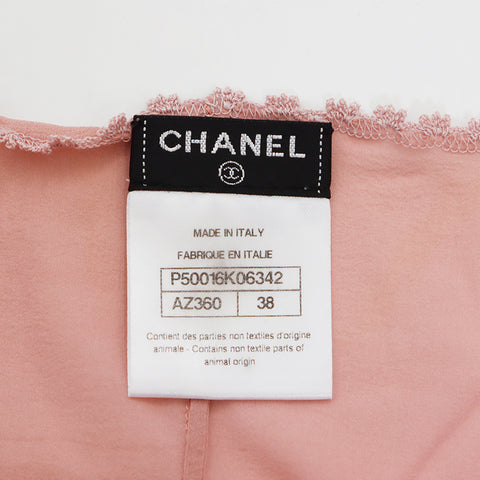 CHANEL
MADE IN ITALY
FABRIQUE EN ITALIE
P50016K06342
AZ360 38
Contient des parties non textiles d'origine
animale - Contains non textile parts of
animal origin